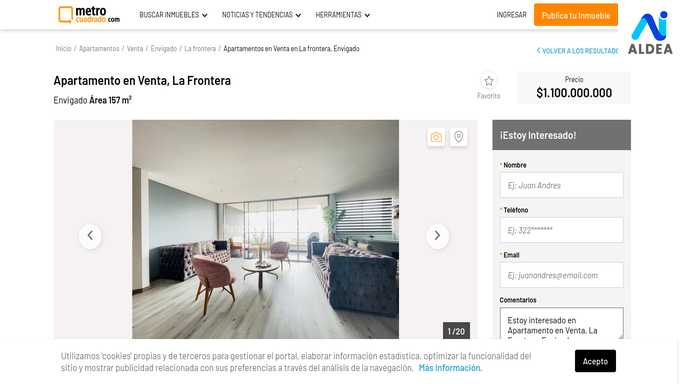 metro
cuadrado.com
BUSCAR INMUEBLES
NOTICIAS Y TENDENCIAS
HERRAMIENTAS
INGRESAR
Publica tu Inmueble
ALDEA
Inicio / Apartamentos / Venta / Envigado / La frontera / Apartamentos en Venta en La frontera, Envigado
VOLVER A LOS RESULTADO
Apartamento en Venta, La Frontera
Envigado Área 157 m²
Favorito
Precio
$1.100.000.000
¡Estoy Interesado!
* Nombre
Ej: Juan Andres
* Teléfono
Ej: 322*******
* Email
Ej: juanandres@email.com
Comentarios
Estoy interesado en
Apartamento en Venta, La
1 / 20
Utilizamos 'cookies' propias y de terceros para gestionar el portal, elaborar información estadística, optimizar la funcionalidad del
sitio y mostrar publicidad relacionada con sus preferencias a través del análisis de la navegación. Más información.
Acepto